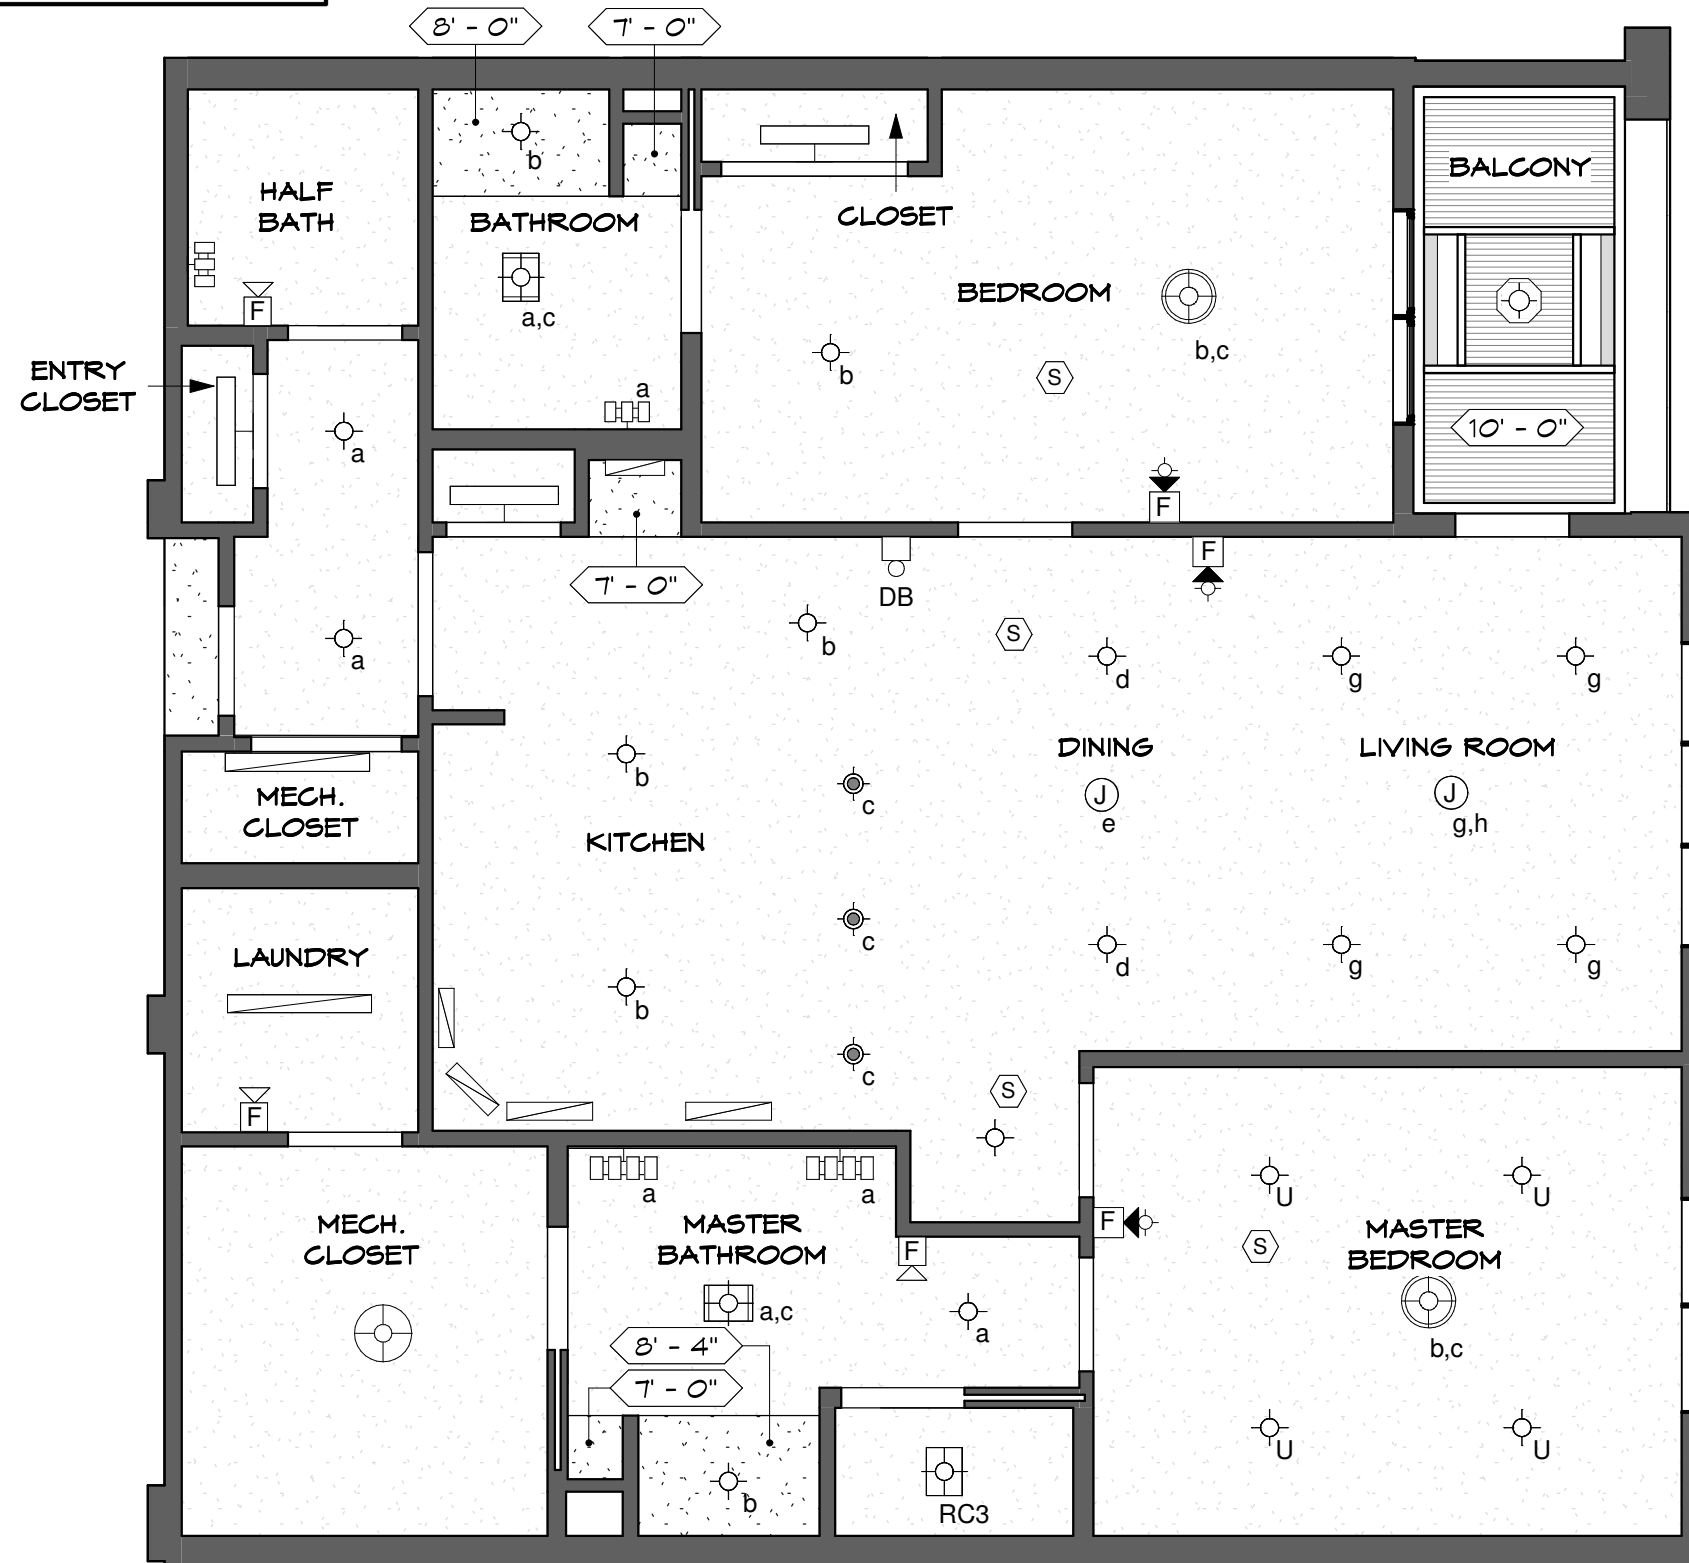 8' - 0"
7' - 0"
b
HALF
BATH
BATHROOM
CLOSET
BALCONY
BEDROOM
F
a,c
b
S
b,c
ENTRY
CLOSET
a
a
10' - 0"
F
F
7' - 0"
DB
a
b
S
d
g
g
DINING
LIVING ROOM
b
MECH.
CLOSET
c
J
e
J
g,h
KITCHEN
LAUNDRY
c
d
g
g
b
c
S
F
a
a
U
U
MECH.
CLOSET
MASTER
BATHROOM
F
F
S
MASTER
BEDROOM
a,c
a
b,c
8' - 4"
7' - 0"
U
U
b
RC3